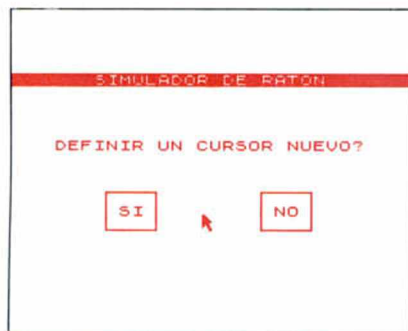 SIMULADOR DE RATON
DEFINIR UN CURSOR NUEVO?
SI NO